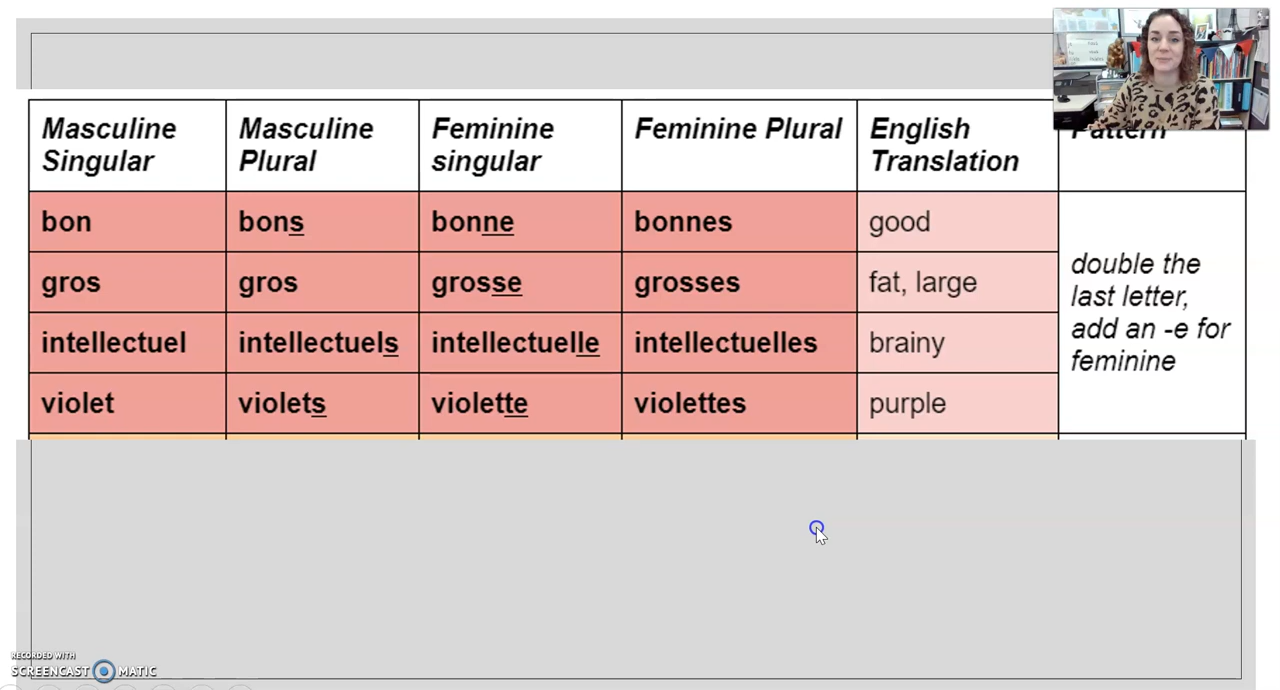 Masculine Singular
Masculine Plural
Feminine singular
Feminine Plural
English Translation
Pattern
bon
bons
bonne
bonnes
good
gros
gros
grosse
grosses
fat, large
intellectuel
intellectuels
intellectuelle
intellectuelles
brainy
violet
violets
violette
violettes
purple
double the
last letter,
add an -e for
feminine
RECORDED WITH
SCREENCAST MATIC